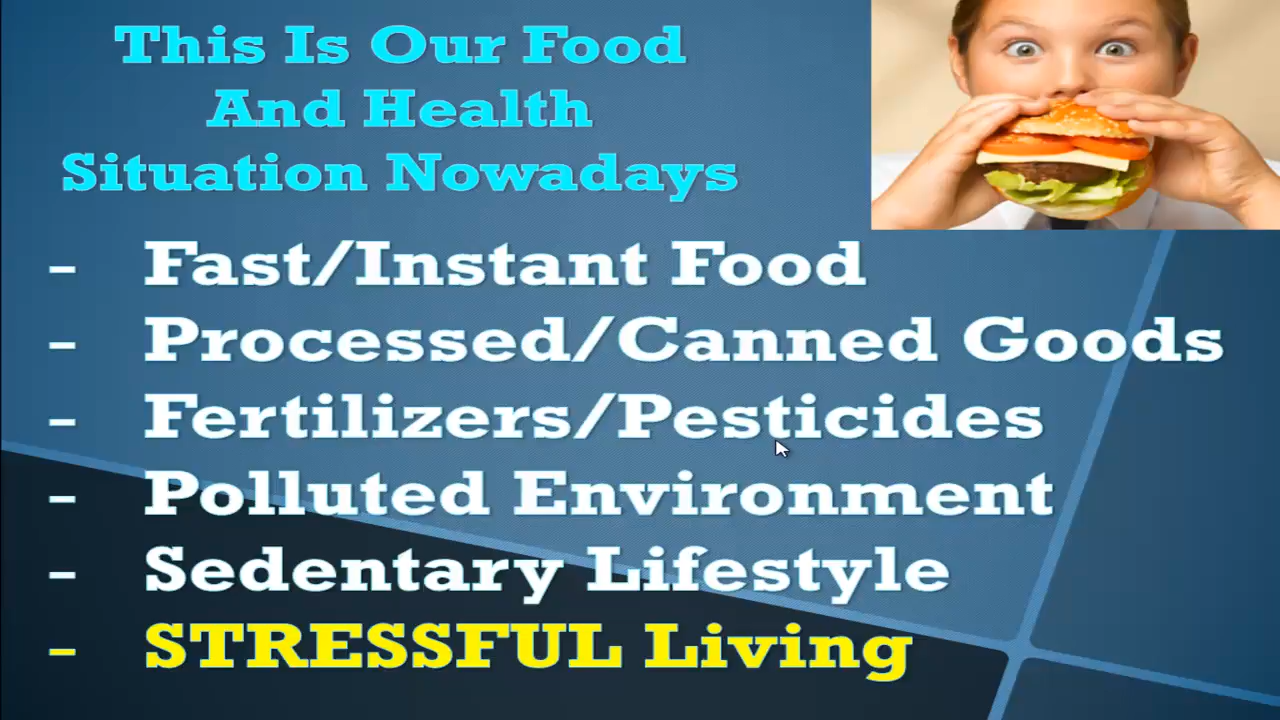 This Is Our Food
And Health
Situation Nowadays
- Fast/Instant Food
- Processed/Canned Goods
- Fertilizers/Pesticides
- Polluted Environment
- Sedentary Lifestyle
- STRESSFUL Living